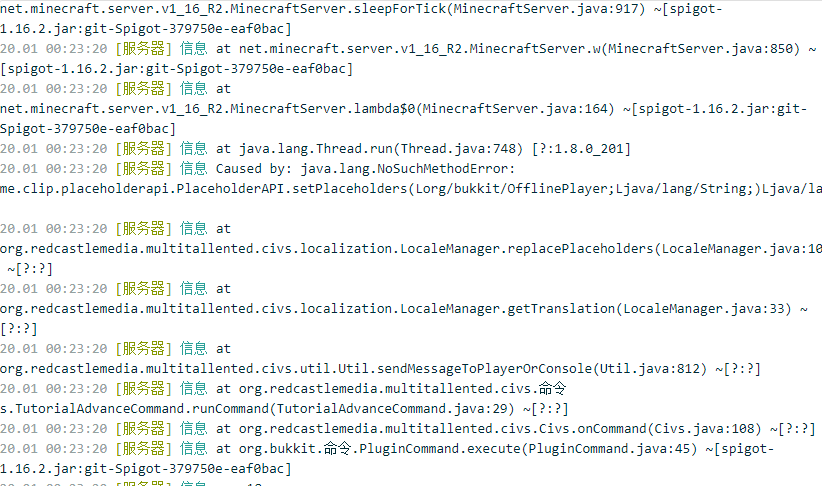 net.minecraft.server.v1_16_R2.MinecraftServer.sleepForTick(MinecraftServer.java:917) ~[spigot-
1.16.2.jar:git-Spigot-379750e-eaf0bac]
20.01 00:23:20 [服务器] 信息 at net.minecraft.server.v1_16_R2.MinecraftServer.w(MinecraftServer.java:850) ~
[spigot-1.16.2.jar:git-Spigot-379750e-eaf0bac]
20.01 00:23:20 [服务器] 信息 at
net.minecraft.server.v1_16_R2.MinecraftServer.lambda$0(MinecraftServer.java:164) ~[spigot-1.16.2.jar:git-
Spigot-379750e-eaf0bac]
20.01 00:23:20 [服务器] 信息 at java.lang.Thread.run(Thread.java:748) [?:1.8.0_201]
20.01 00:23:20 [服务器] 信息 Caused by: java.lang.NoSuchMethodError:
me.clip.placeholderapi.PlaceholderAPI.setPlaceholders(Lorg/bukkit/OfflinePlayer;Ljava/lang/String;)Ljava/la
20.01 00:23:20 [服务器] 信息 at
org.redcastlemedia.multitallented.civs.localization.LocaleManager.replacePlaceholders(LocaleManager.java:10
~[?:?]
20.01 00:23:20 [服务器] 信息 at
org.redcastlemedia.multitallented.civs.localization.LocaleManager.getTranslation(LocaleManager.java:33) ~
[?:?]
20.01 00:23:20 [服务器] 信息 at
org.redcastlemedia.multitallented.civs.util.Util.sendMessageToPlayerOrConsole(Util.java:812) ~[?:?]
20.01 00:23:20 [服务器] 信息 at org.redcastlemedia.multitallented.civs.命令
s.TutorialAdvanceCommand.runCommand(TutorialAdvanceCommand.java:29) ~[?:?]
20.01 00:23:20 [服务器] 信息 at org.redcastlemedia.multitallented.civs.Civs.onCommand(Civs.java:108) ~[?:?]
20.01 00:23:20 [服务器] 信息 at org.bukkit.命令.PluginCommand.execute(PluginCommand.java:45) ~[spigot-
1.16.2.jar:git-Spigot-379750e-eaf0bac]